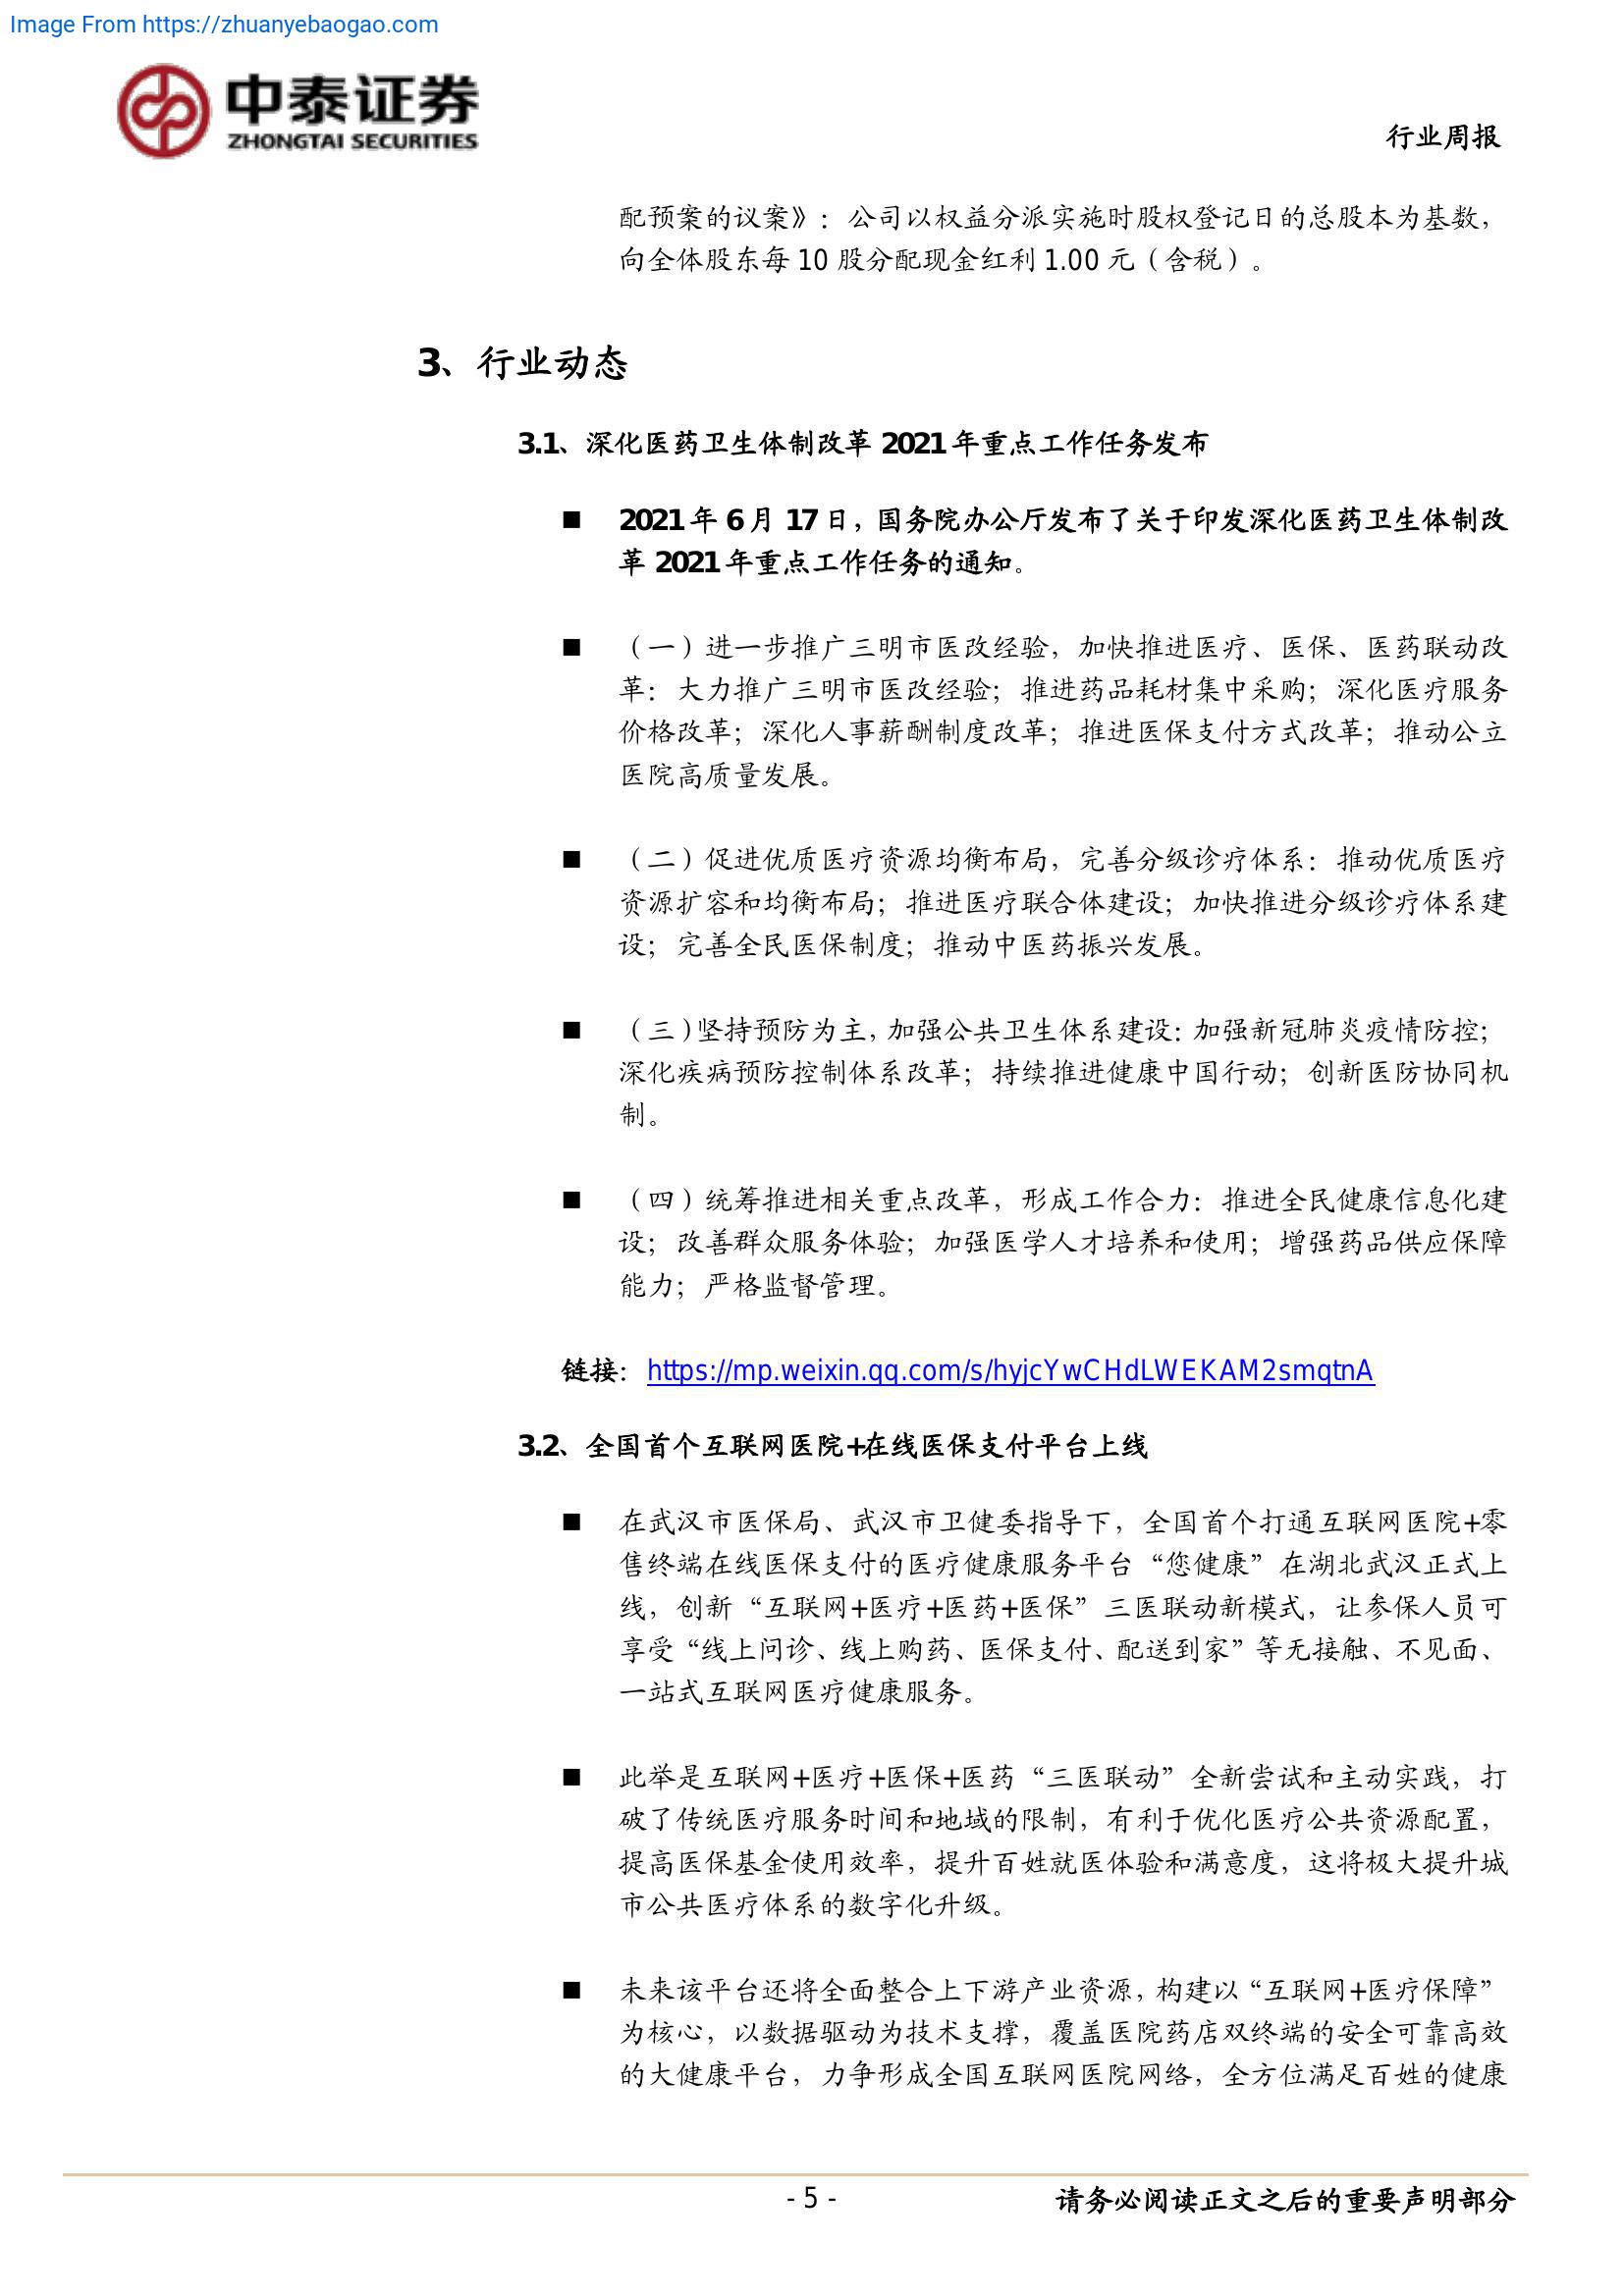 Image From https://zhuanyebaogao.com
中泰证券
ZHONGTAI SECURITIES
行业周报
配预案的议案》：公司以权益分派实施时股权登记日的总股本为基数，
向全体股东每 10 股分配现金红利 1.00 元（含税）。
3、行业动态
3.1、深化医药卫生体制改革 2021 年重点工作任务发布
■ 2021 年 6 月 17 日，国务院办公厅发布了关于印发深化医药卫生体制改
革 2021 年重点工作任务的通知。
■ （一）进一步推广三明市医改经验，加快推进医疗、医保、医药联动改
革：大力推广三明市医改经验；推进药品耗材集中采购；深化医疗服务
价格改革；深化人事薪酬制度改革；推进医保支付方式改革；推动公立
医院高质量发展。
■ （二）促进优质医疗资源均衡布局，完善分级诊疗体系：推动优质医疗
资源扩容和均衡布局；推进医疗联合体建设；加快推进分级诊疗体系建
设；完善全民医保制度；推动中医药振兴发展。
■ （三）坚持预防为主，加强公共卫生体系建设：加强新冠肺炎疫情防控；
深化疾病预防控制体系改革；持续推进健康中国行动；创新医防协同机
制。
■ （四）统筹推进相关重点改革，形成工作合力：推进全民健康信息化建
设；改善群众服务体验；加强医学人才培养和使用；增强药品供应保障
能力；严格监督管理。
链接：https://mp.weixin.qq.com/s/hyjcYwCHdLWEKAM2smqtnA
3.2、全国首个互联网医院+在线医保支付平台上线
■ 在武汉市医保局、武汉市卫健委指导下，全国首个打通互联网医院+零
售终端在线医保支付的医疗健康服务平台“您健康”在湖北武汉正式上
线，创新“互联网+医疗+医药+医保”三医联动新模式，让参保人员可
享受“线上问诊、线上购药、医保支付、配送到家”等无接触、不见面、
一站式互联网医疗健康服务。
■ 此举是互联网+医疗+医保+医药“三医联动”全新尝试和主动实践，打
破了传统医疗服务时间和地域的限制，有利于优化医疗公共资源配置，
提高医保基金使用效率，提升百姓就医体验和满意度，这将极大提升城
市公共医疗体系的数字化升级。
■ 未来该平台还将全面整合上下游产业资源，构建以“互联网+医疗保障”
为核心，以数据驱动为技术支撑，覆盖医院药店双终端的安全可靠高效
的大健康平台，力争形成全国互联网医院网络，全方位满足百姓的健康
- 5 -
请务必阅读正文之后的重要声明部分